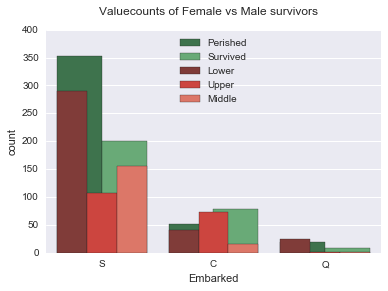 Valuecounts of Female vs Male survivors
400
350
300
250
200
150
100
50
0
count
Perished
Survived
Lower
Upper
Middle
S
C
Q
Embarked